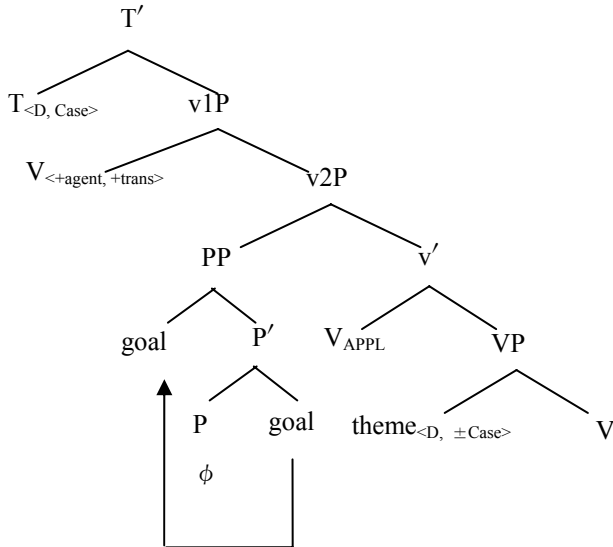 T′
T<D, Case> v1P
V<+agent, +trans> v2P
PP v′
goal P′ VAPPL VP
P goal theme<D, ±Case> V
ϕ